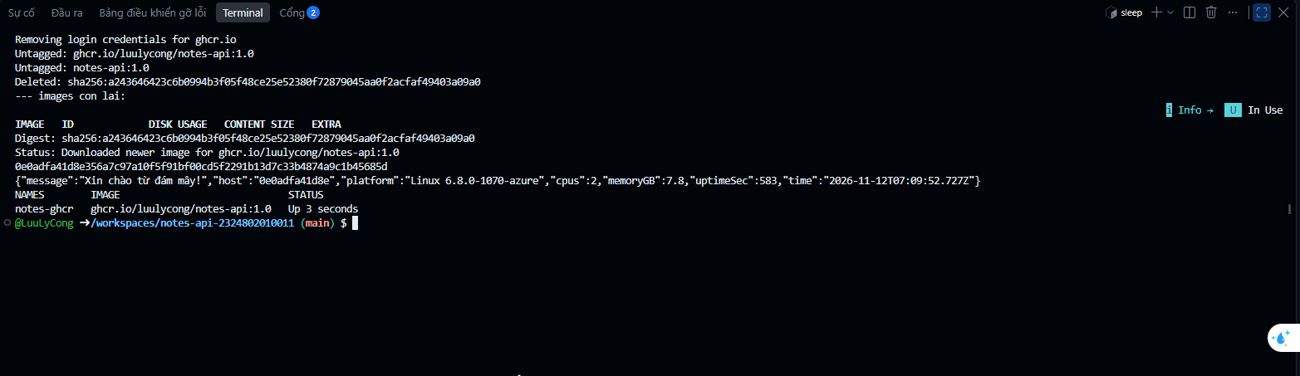 Sự cố Đầu ra Bảng điều khiển gỡ lỗi Terminal Cổng 2 sleep
Removing login credentials for ghcr.io
Untagged: ghcr.io/luulycong/notes-api:1.0
Untagged: notes-api:1.0
Deleted: sha256:a243646423c6b0994b3f05f48ce25e52380f72879045aa0f2acfaf49403a09a0
--- images con lai:
i Info → U In Use
IMAGE ID DISK USAGE CONTENT SIZE EXTRA
Digest: sha256:a243646423c6b0994b3f05f48ce25e52380f72879045aa0f2acfaf49403a09a0
Status: Downloaded newer image for ghcr.io/luulycong/notes-api:1.0
0e0adfa41d8e356a7c97a10f5f91bf00cd5f2291b13d7c33b4874a9c1b45685d
{"message":"Xin chào từ đám mây!","host":"0e0adfa41d8e","platform":"Linux 6.8.0-1070-azure","cpus":2,"memoryGB":7.8,"uptimeSec":583,"time":"2026-11-12T07:09:52.727Z"}
NAMES IMAGE STATUS
notes-ghcr ghcr.io/luulycong/notes-api:1.0 Up 3 seconds
@LuuLyCong ➜/workspaces/notes-api-2324802010011 (main) $